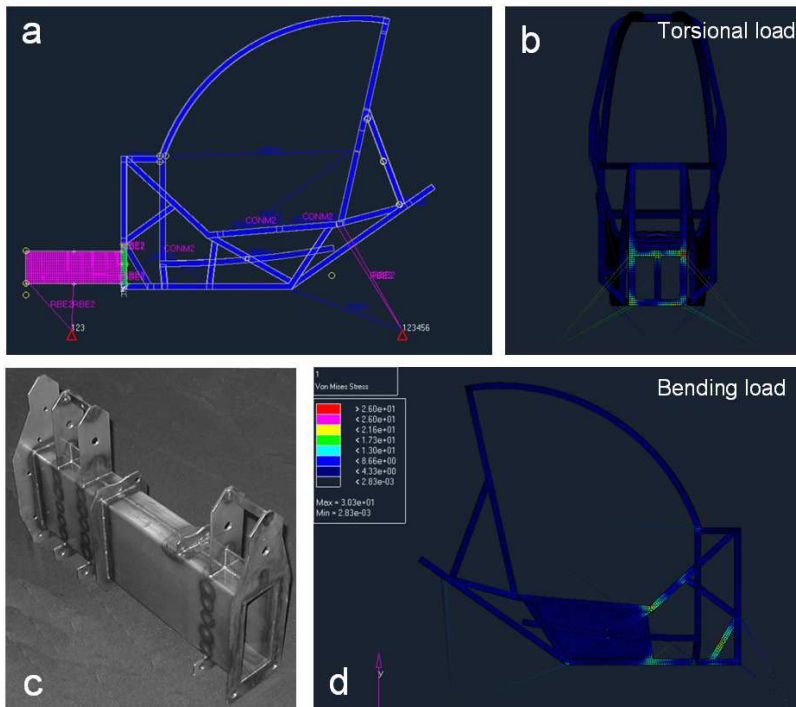 a
CONM2
CONM2
CONM2
RBE2
RBE2
RBE2
123
123456
b
Torsional load
c
1
Von Mises Stress
> 2.60e+01
< 2.60e+01
< 2.16e+01
< 1.73e+01
< 1.30e+01
< 8.66e+00
< 4.33e+00
< 2.83e-03
Max = 3.03e+01
Min = 2.83e-03
Bending load
d
y